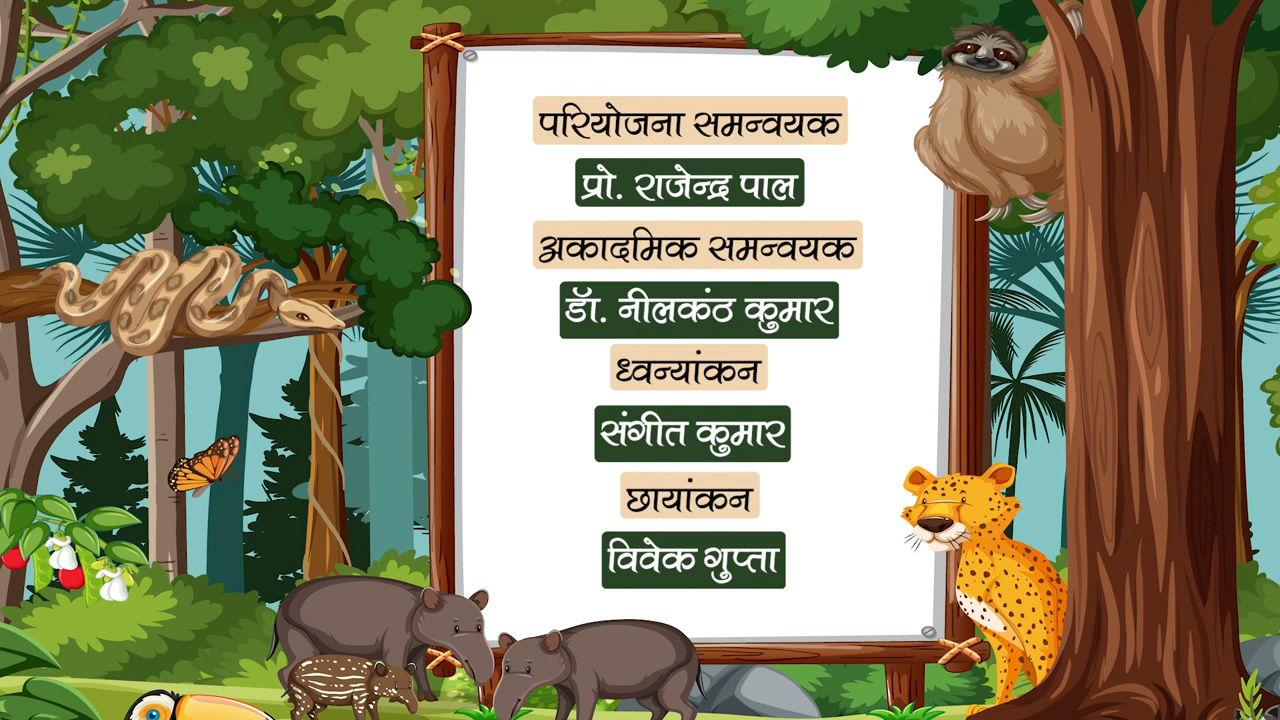 परियोजना समन्वयक
प्रो. राजेन्द्र पाल
अकादमिक समन्वयक
डॉ. नीलकंठ कुमार
ध्वन्यांकन
संगीत कुमार
छायांकन
विवेक गुप्ता